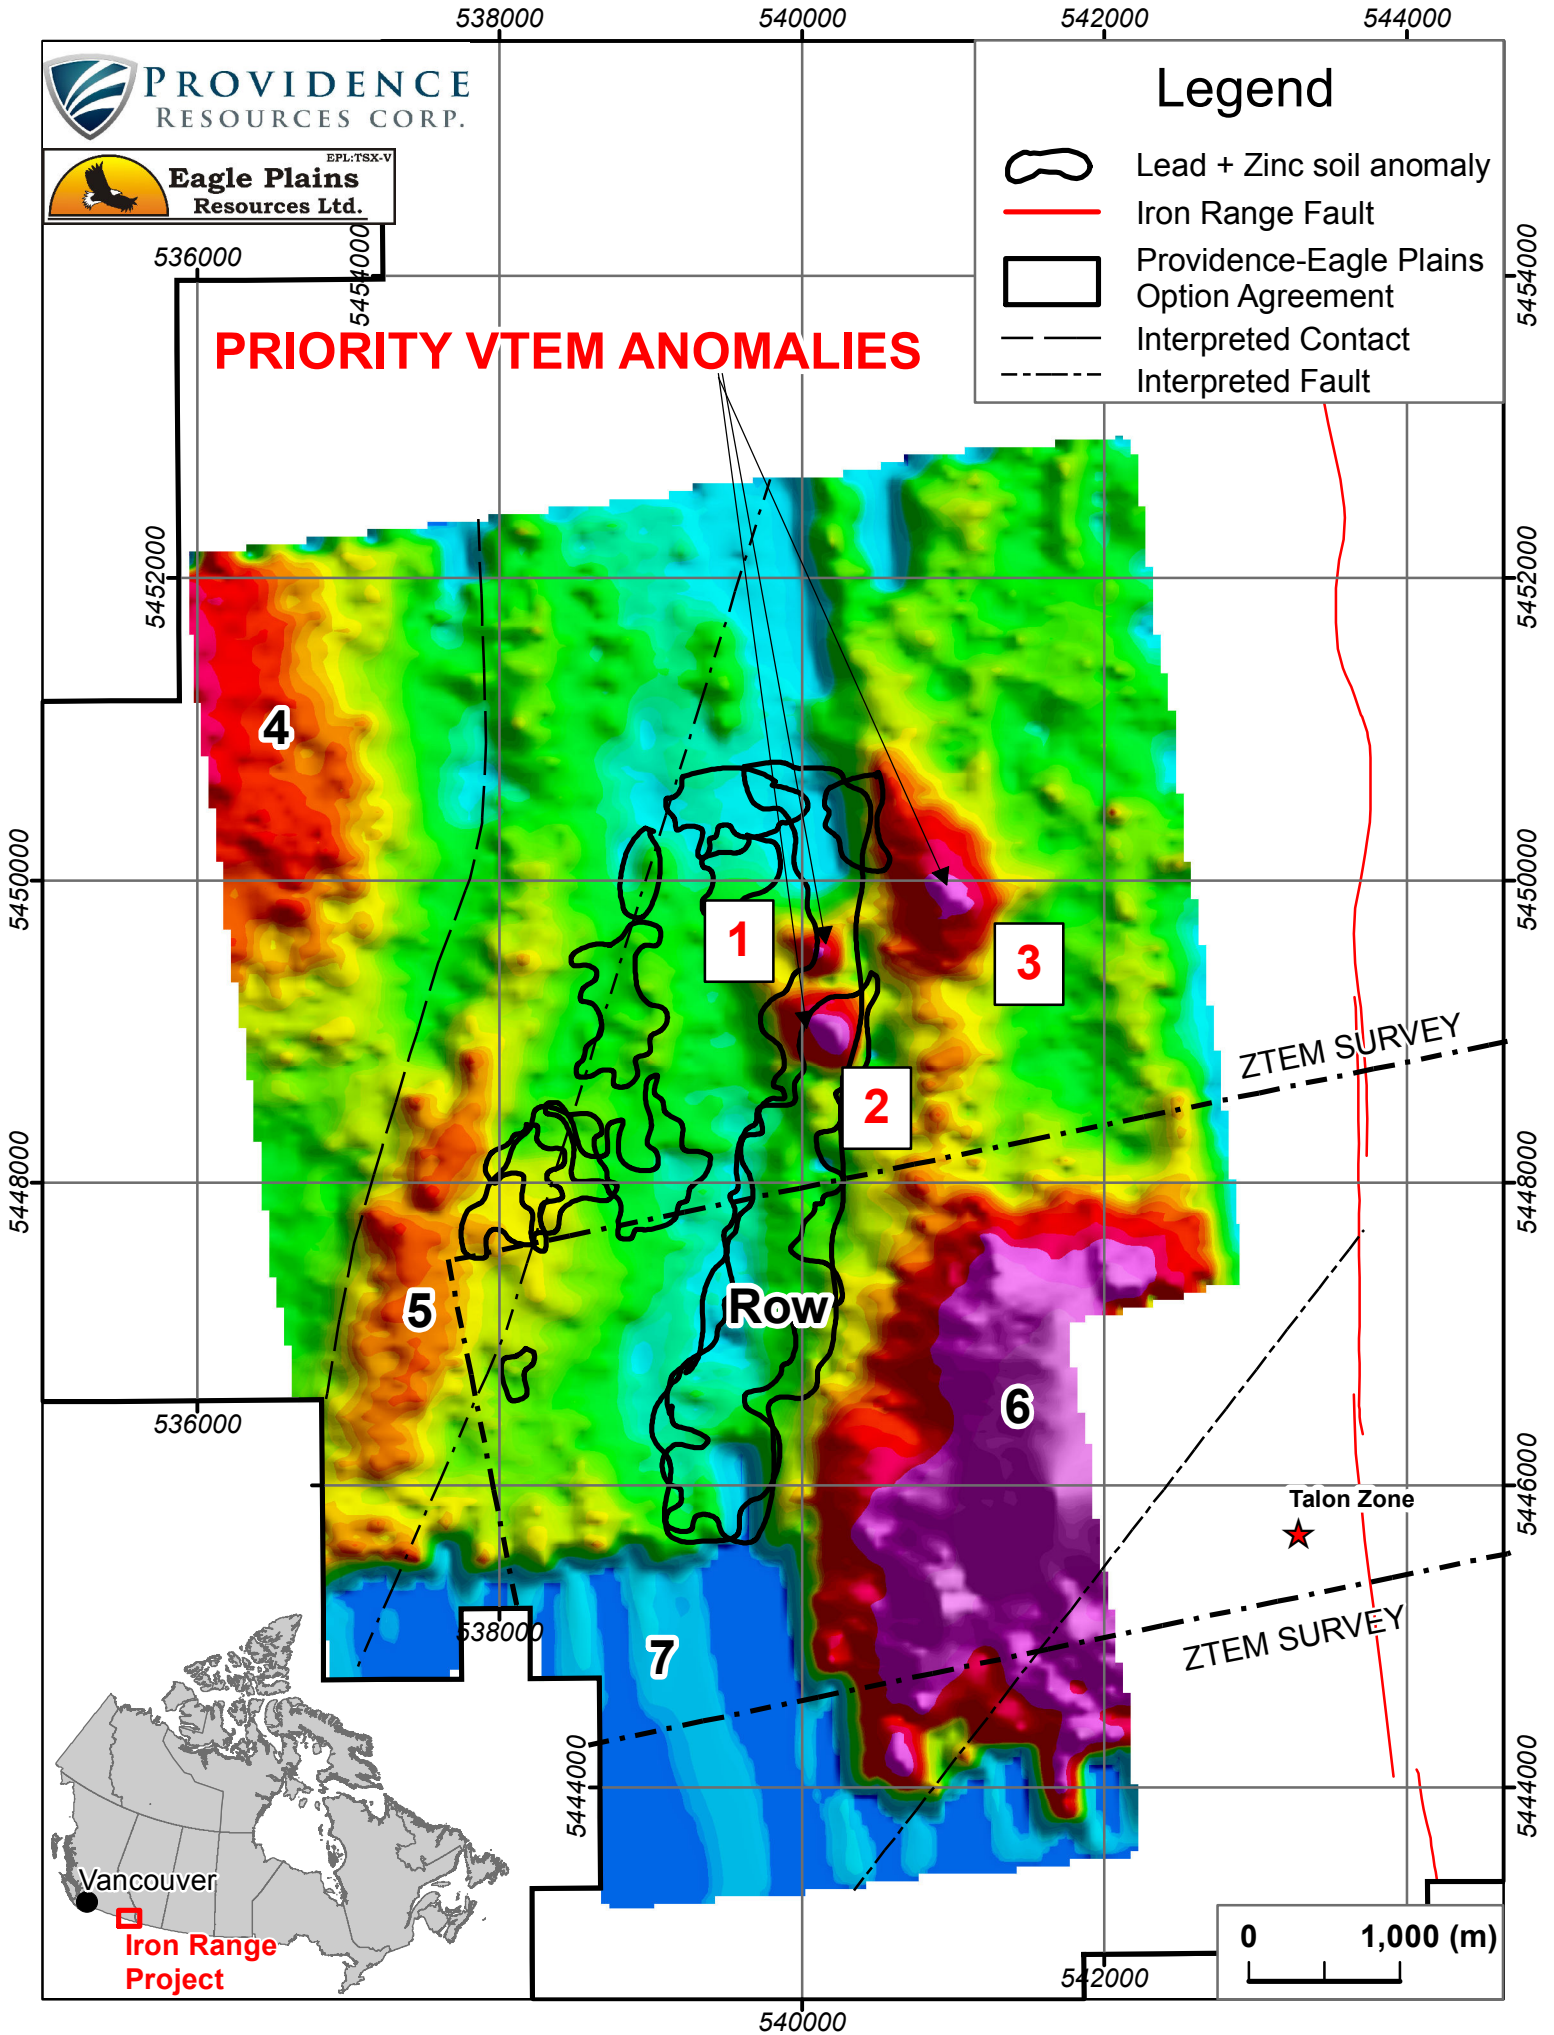 538000
540000
542000
544000
PROVIDENCE
RESOURCES CORP.
EPL:TSX-V
Eagle Plains
Resources Ltd.
Legend
Lead + Zinc soil anomaly
Iron Range Fault
Providence-Eagle Plains
Option Agreement
Interpreted Contact
Interpreted Fault
536000
5454000
5454000
PRIORITY VTEM ANOMALIES
5452000
5452000
4
5450000
5450000
1
3
2
ZTEM SURVEY
5448000
5448000
5
Row
6
536000
5446000
Talon Zone
538000
7
ZTEM SURVEY
5444000
5444000
Vancouver
Iron Range
Project
0
1,000 (m)
542000
540000